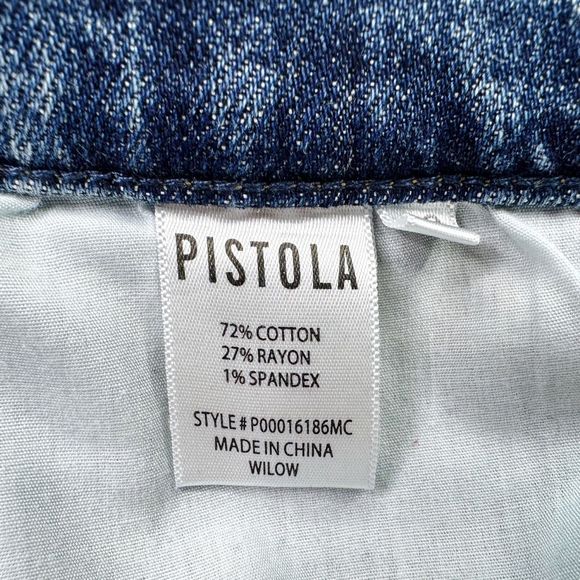 PISTOLA
72% COTTON
27% RAYON
1% SPANDEX
STYLE # P00016186MC
MADE IN CHINA
WILOW